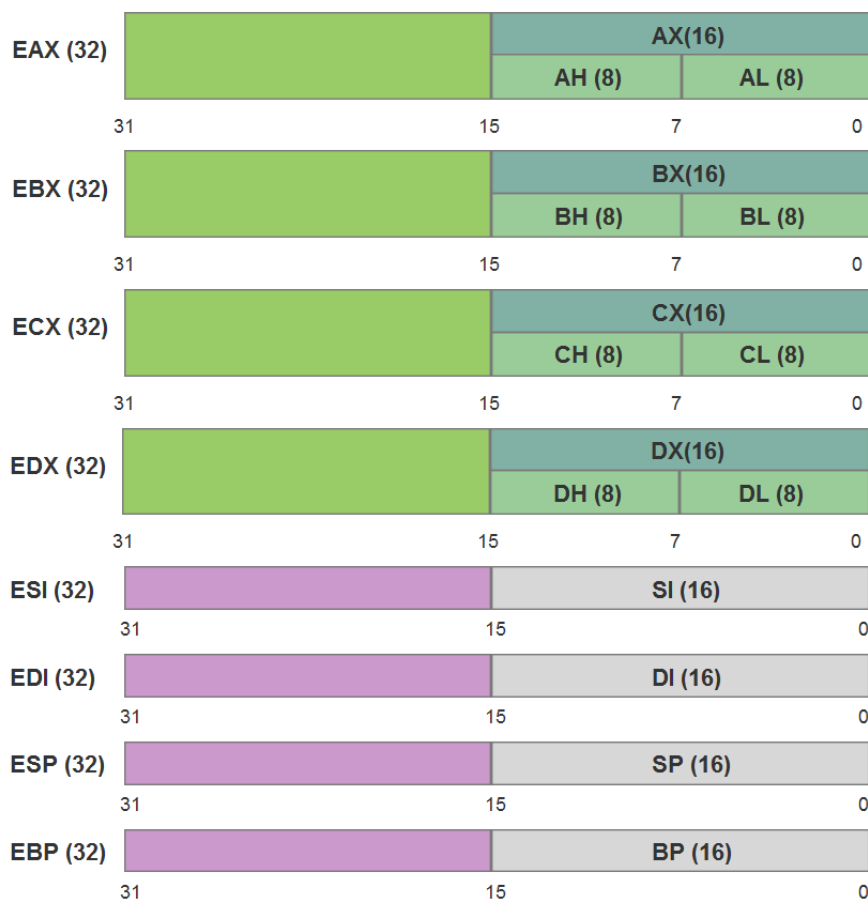 AX(16)
EAX (32)
AH (8) AL (8)
31 15 7 0
BX(16)
EBX (32)
BH (8) BL (8)
31 15 7 0
CX(16)
ECX (32)
CH (8) CL (8)
31 15 7 0
DX(16)
EDX (32)
DH (8) DL (8)
31 15 7 0
ESI (32) SI (16)
31 15 0
EDI (32) DI (16)
31 15 0
ESP (32) SP (16)
31 15 0
EBP (32) BP (16)
31 15 0